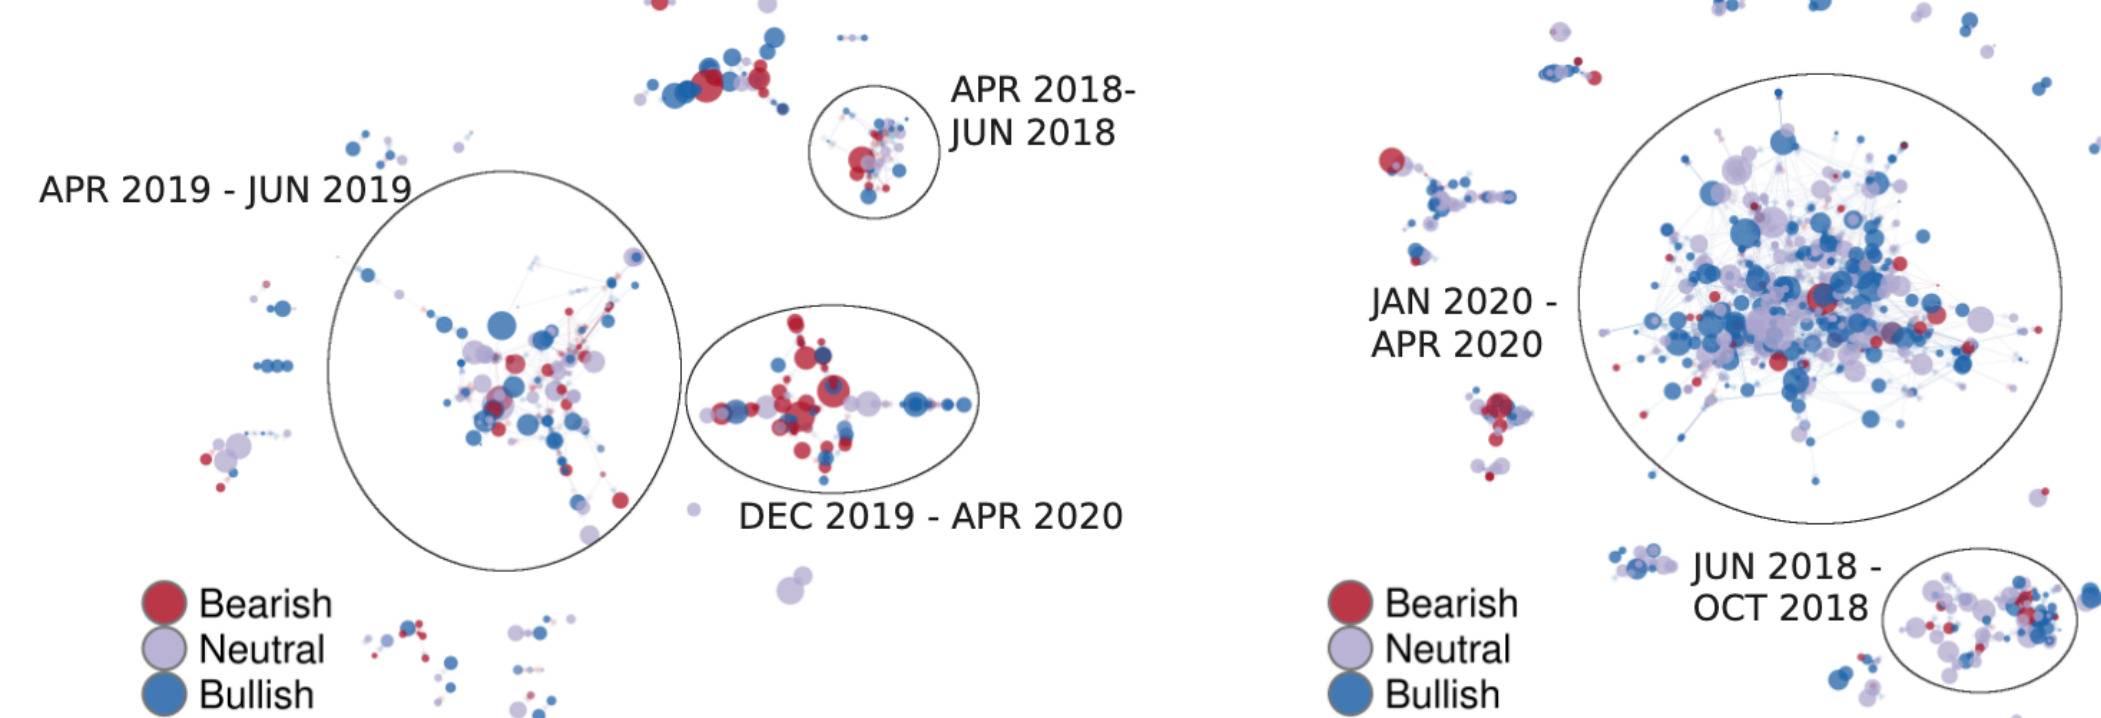 APR 2018-
JUN 2018
APR 2019 - JUN 2019
DEC 2019 - APR 2020
Bearish
Neutral
Bullish
JAN 2020 -
APR 2020
JUN 2018 -
OCT 2018
Bearish
Neutral
Bullish